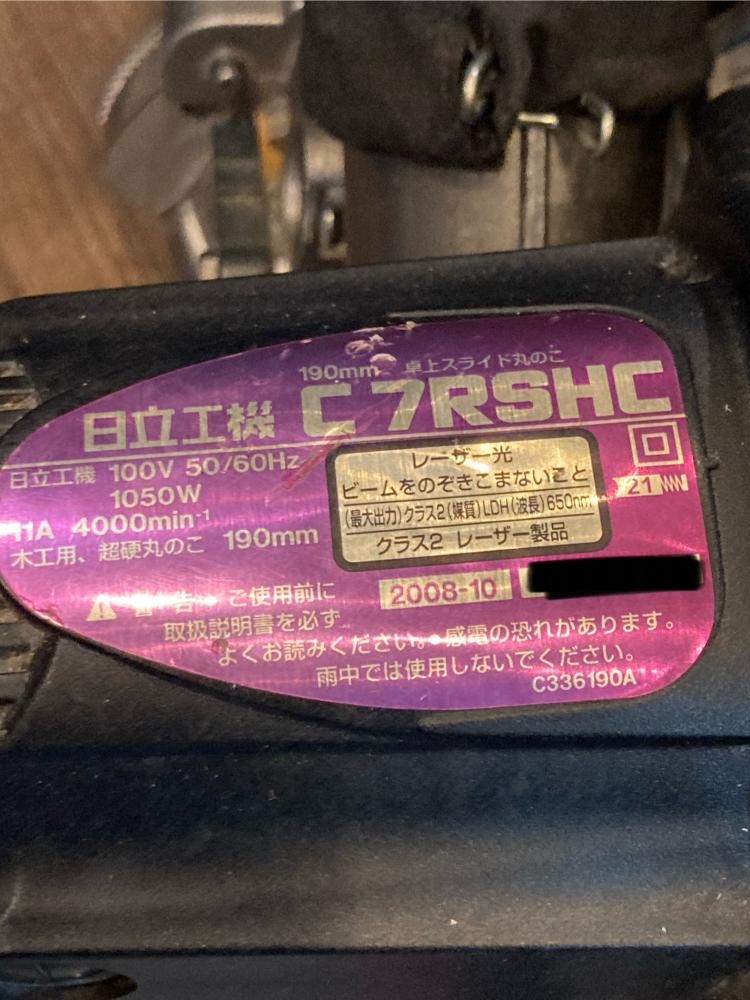 190mm 卓上スライド丸のこ
日立工機 C 7RSHC
日立工機 100V 50/60Hz
1050W
11A 4000min-1
木工用、超硬丸のこ 190mm
レーザー光
ビームをのぞきこまないこと
(最大出力)クラス2(媒質)LDH(波長)650nm
クラス2 レーザー製品
21
警告 ご使用前に
取扱説明書を必ず
よくお読みください。●感電の恐れがあります。
雨中では使用しないでください。
2008-10
C336190A